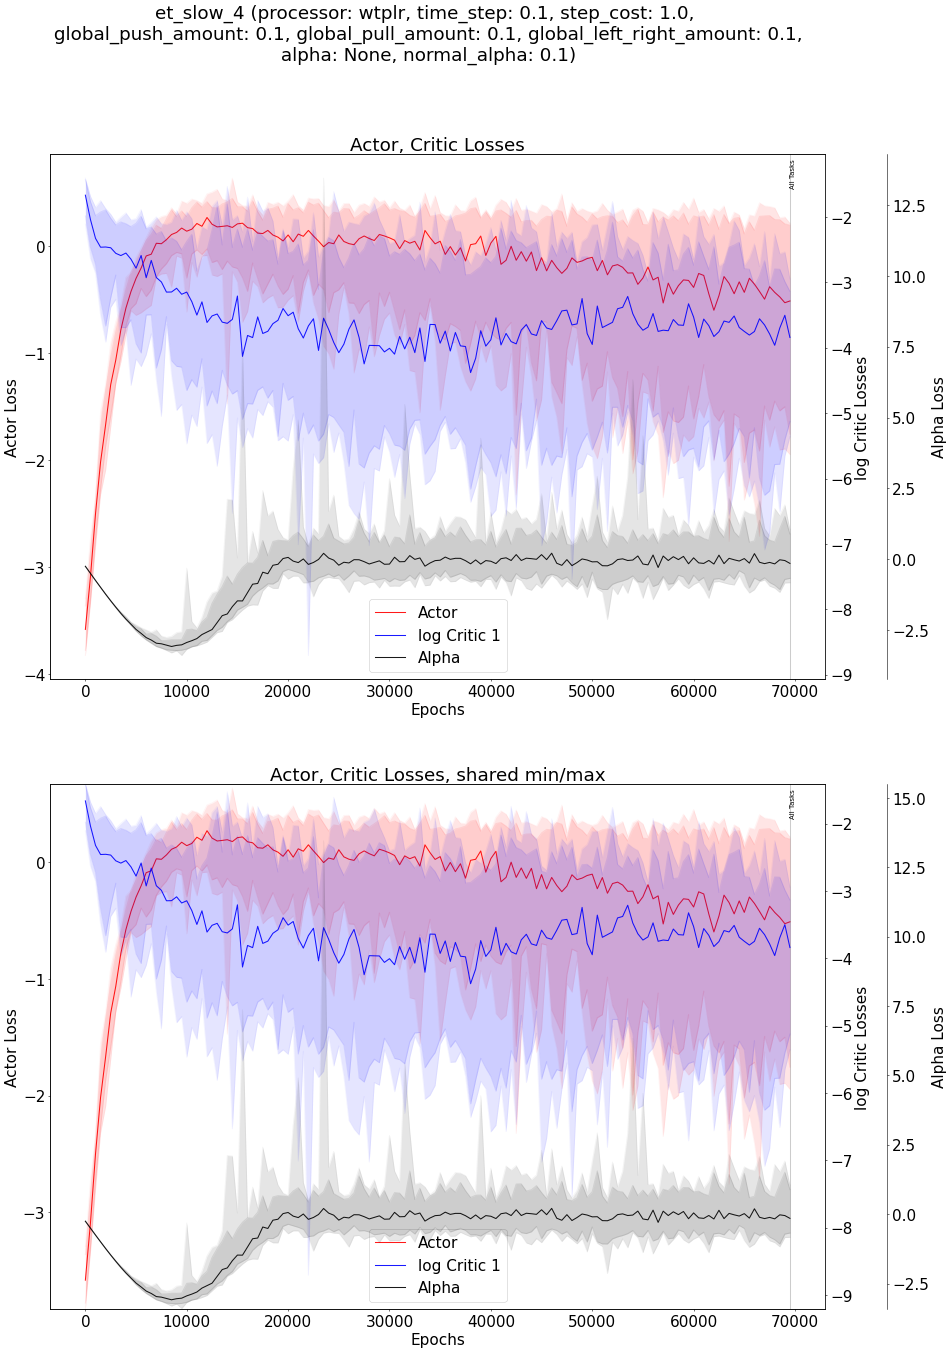 et_slow_4 (processor: wtplr, time_step: 0.1, step_cost: 1.0,
global_push_amount: 0.1, global_pull_amount: 0.1, global_left_right_amount: 0.1,
alpha: None, normal_alpha: 0.1)
Actor, Critic Losses
All Tasks
0
−1
−2
−3
−4
Actor Loss
−2
−3
−4
−5
−6
−7
−8
−9
log Critic Losses
12.5
10.0
7.5
5.0
2.5
0.0
−2.5
Alpha Loss
Actor
log Critic 1
Alpha
0 10000 20000 30000 40000 50000 60000 70000
Epochs
Actor, Critic Losses, shared min/max
All Tasks
0
−1
−2
−3
Actor Loss
−2
−3
−4
−5
−6
−7
−8
−9
log Critic Losses
15.0
12.5
10.0
7.5
5.0
2.5
0.0
−2.5
Alpha Loss
Actor
log Critic 1
Alpha
0 10000 20000 30000 40000 50000 60000 70000
Epochs